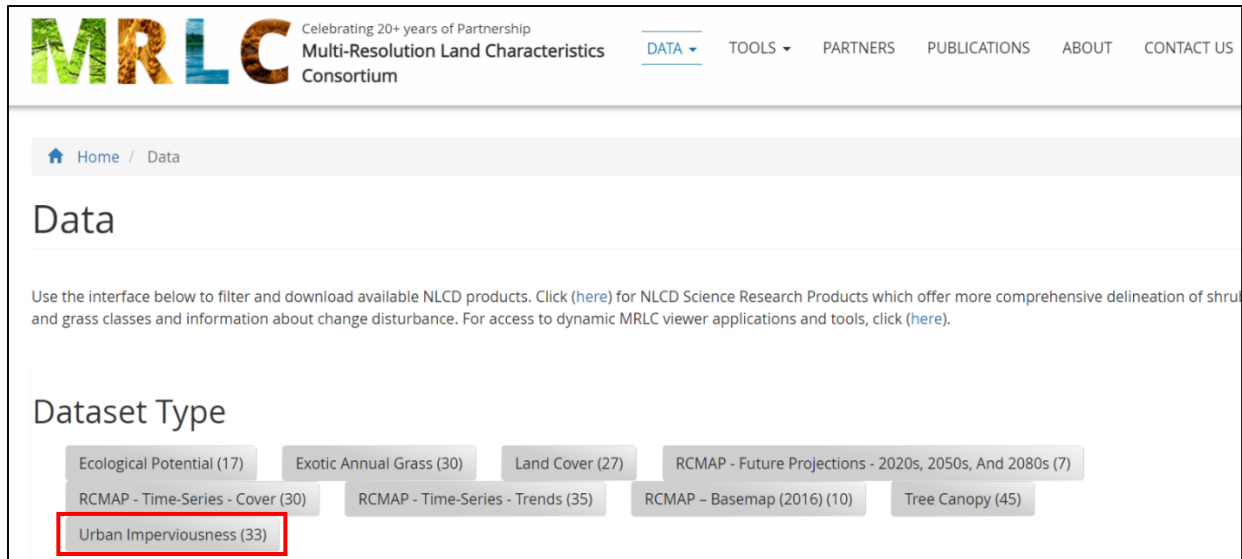 MRLC
Celebrating 20+ years of Partnership
Multi-Resolution Land Characteristics
Consortium
DATA TOOLS PARTNERS PUBLICATIONS ABOUT CONTACT US
Home / Data
Data
Use the interface below to filter and download available NLCD products. Click (here) for NLCD Science Research Products which offer more comprehensive delineation of
and grass classes and information about change disturbance. For access to dynamic MRLC viewer applications and tools, click (here).
Dataset Type
Ecological Potential (17) Exotic Annual Grass (30) Land Cover (27) RCMAP - Future Projections - 2020s, 2050s, And 2080s (7)
RCMAP - Time-Series - Cover (30) RCMAP - Time-Series - Trends (35) RCMAP – Basemap (2016) (10) Tree Canopy (45)
Urban Imperviousness (33)